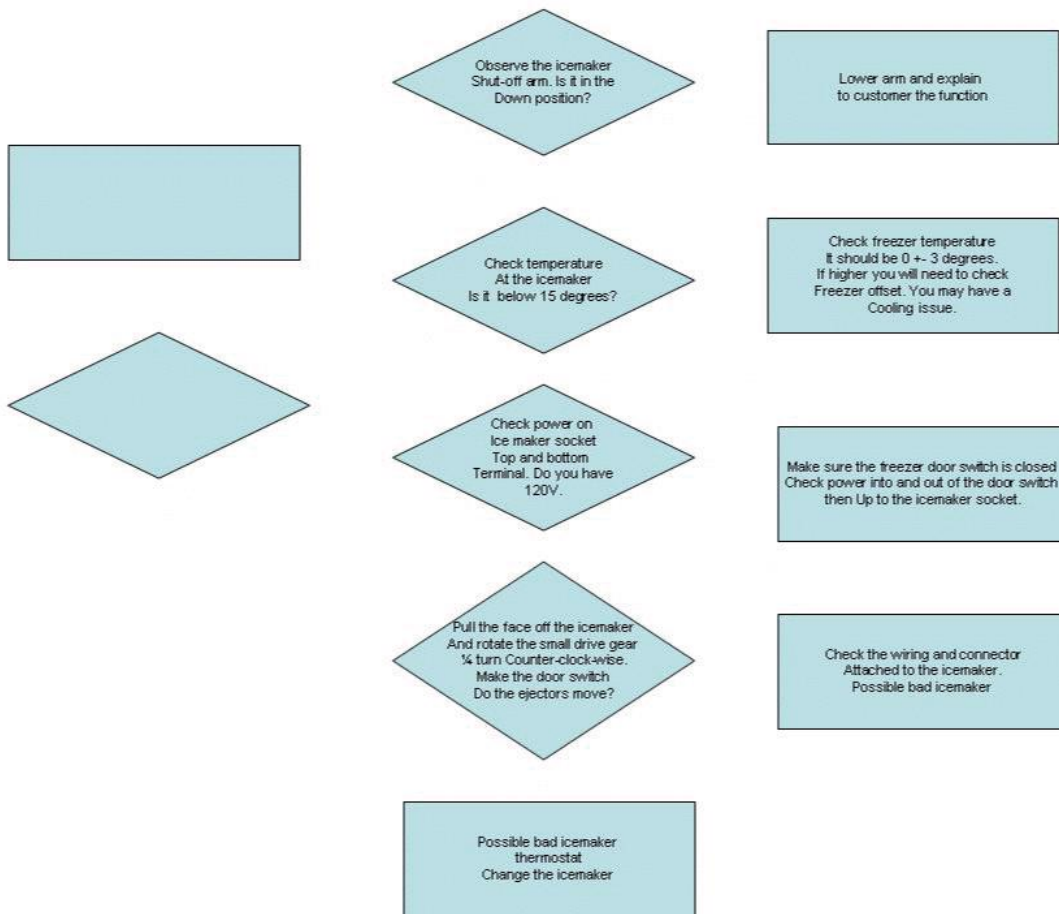 Observe the icemaker
Shut-off arm. Is it in the
Down position?
Lower arm and explain
to customer the function
Check temperature
At the icemaker
Is it below 15 degrees?
Check freezer temperature
It should be 0 +- 3 degrees.
If higher you will need to check
Freezer offset. You may have a
Cooling issue.
Check power on
Ice maker socket
Top and bottom
Terminal. Do you have
120V.
Make sure the freezer door switch is closed
Check power into and out of the door switch
then Up to the icemaker socket.
Pull the face off the icemaker
And rotate the small drive gear
¼ turn Counter-clock-wise.
Make the door switch
Do the ejectors move?
Check the wiring and connector
Attached to the icemaker.
Possible bad icemaker
Possible bad icemaker
thermostat
Change the icemaker